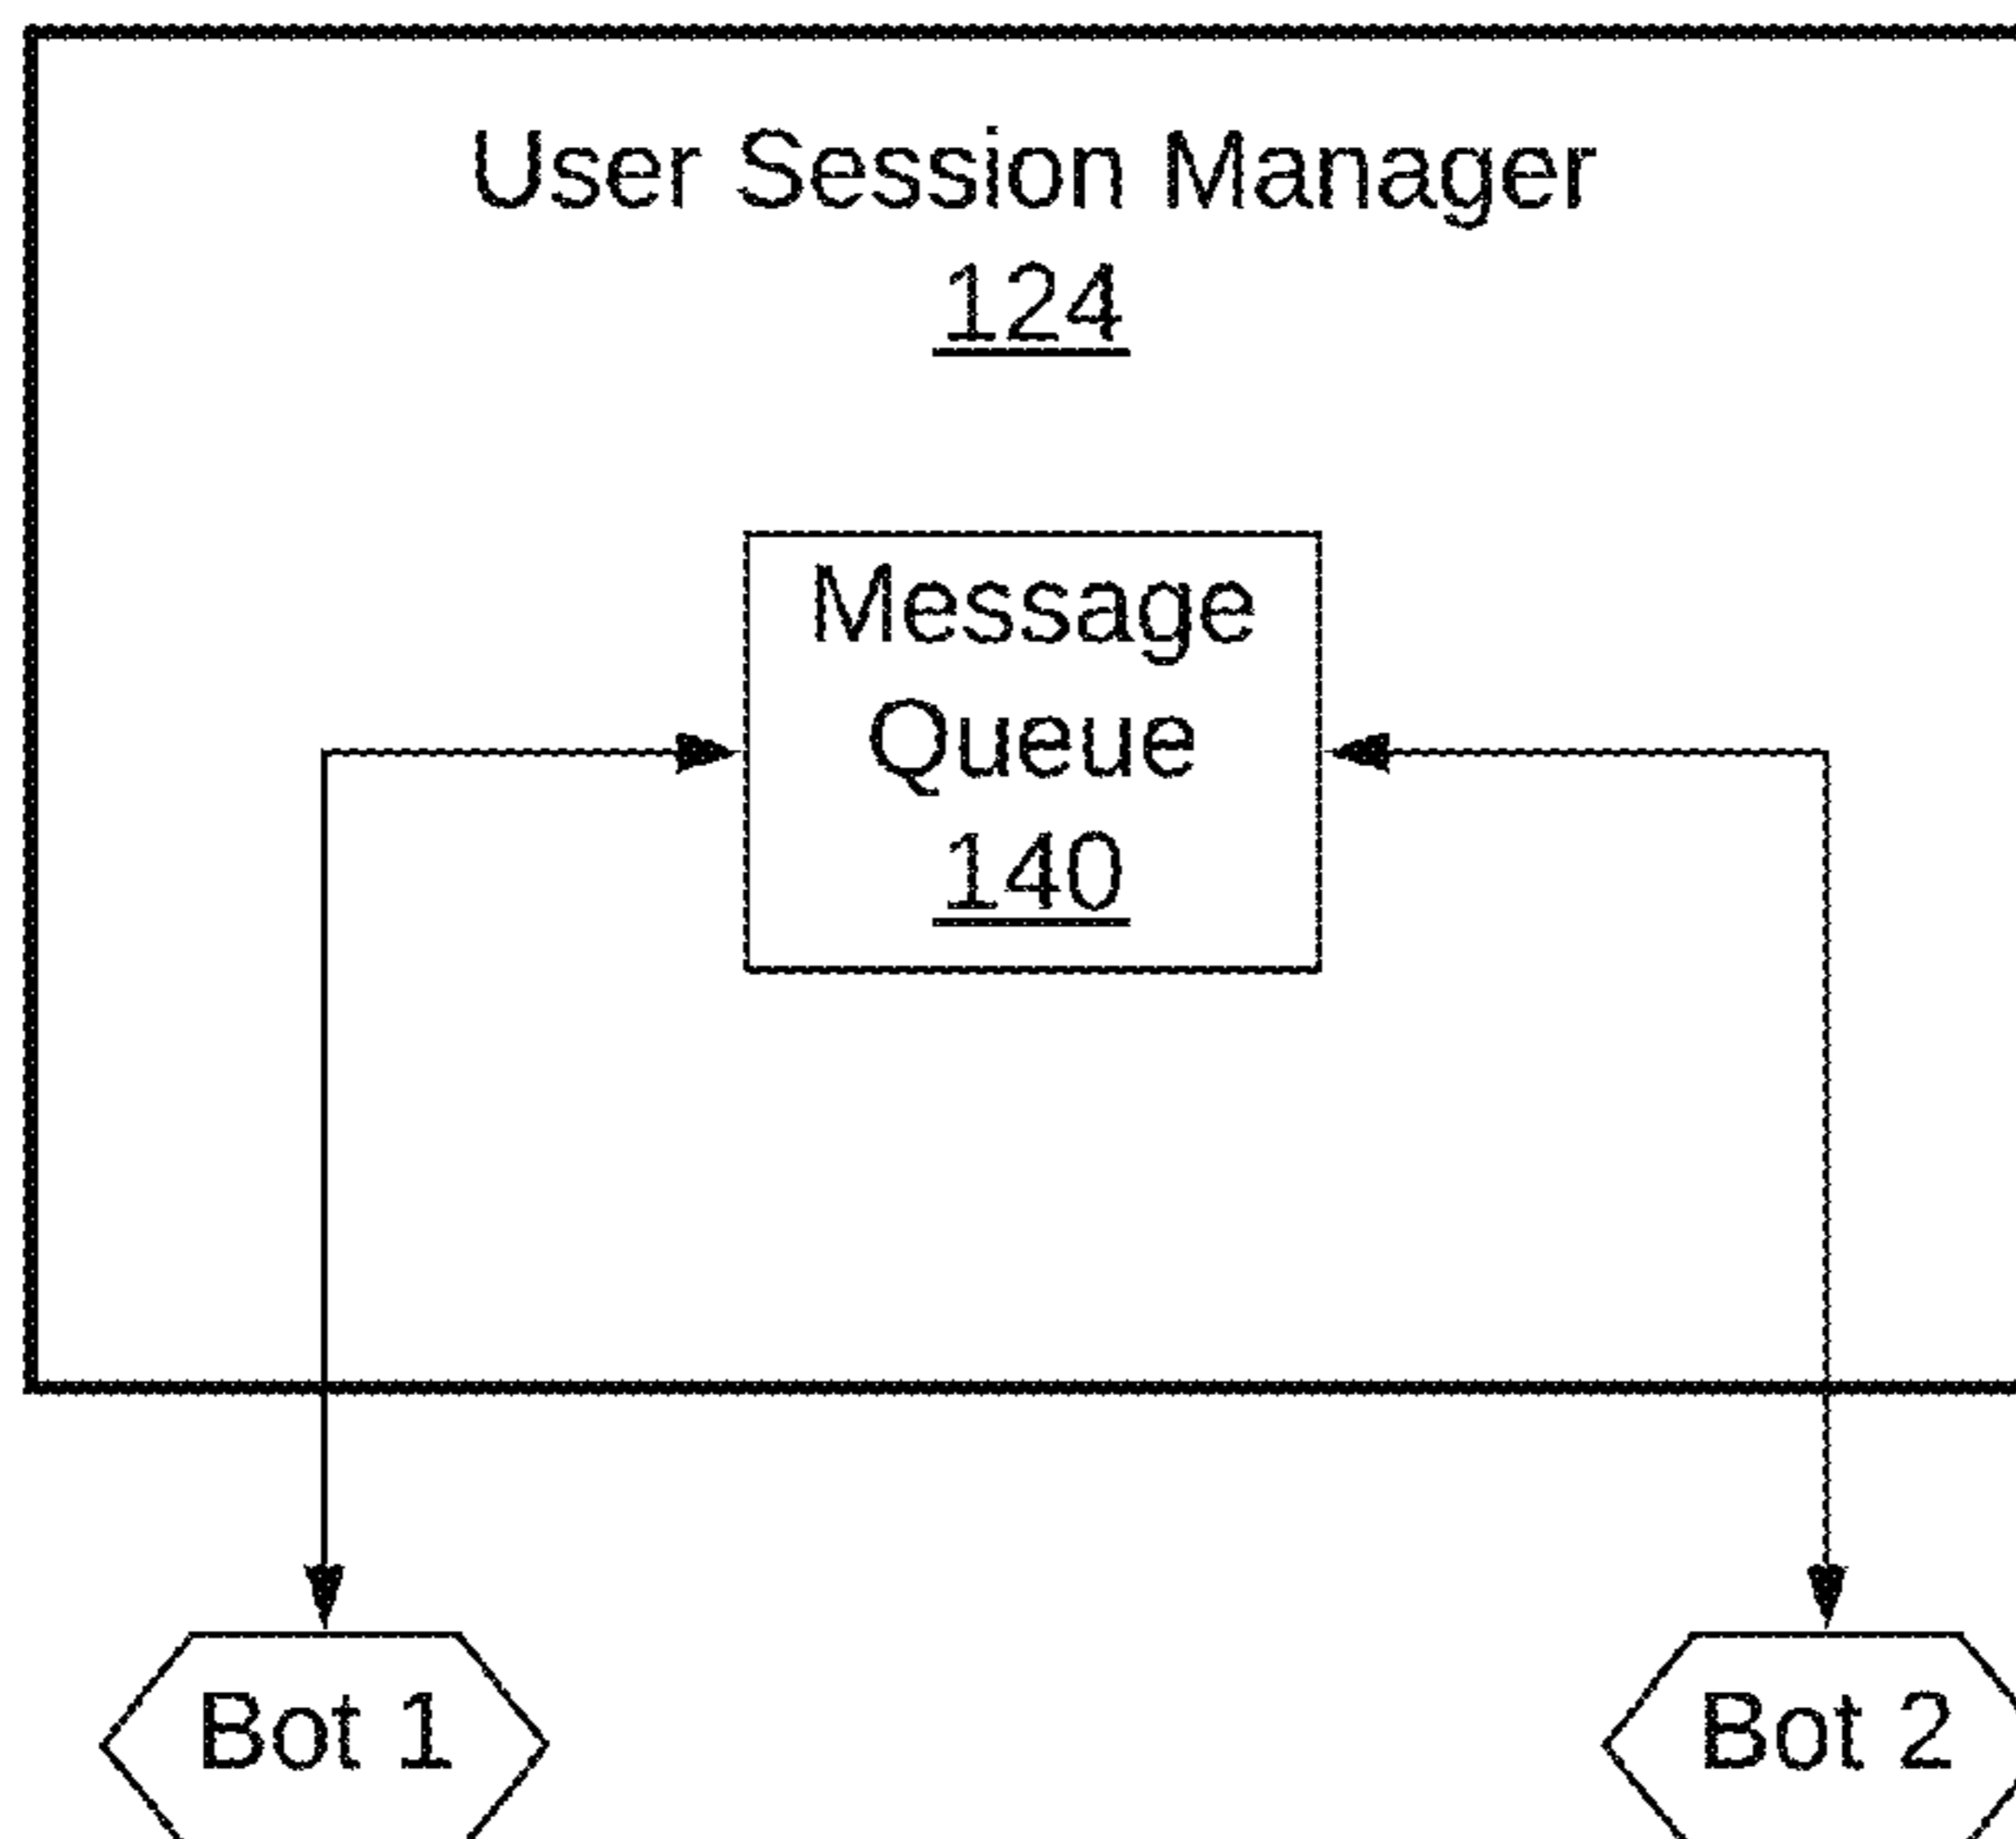 User Session Manager
124
Message
Queue
140
Bot 1
Bot 2